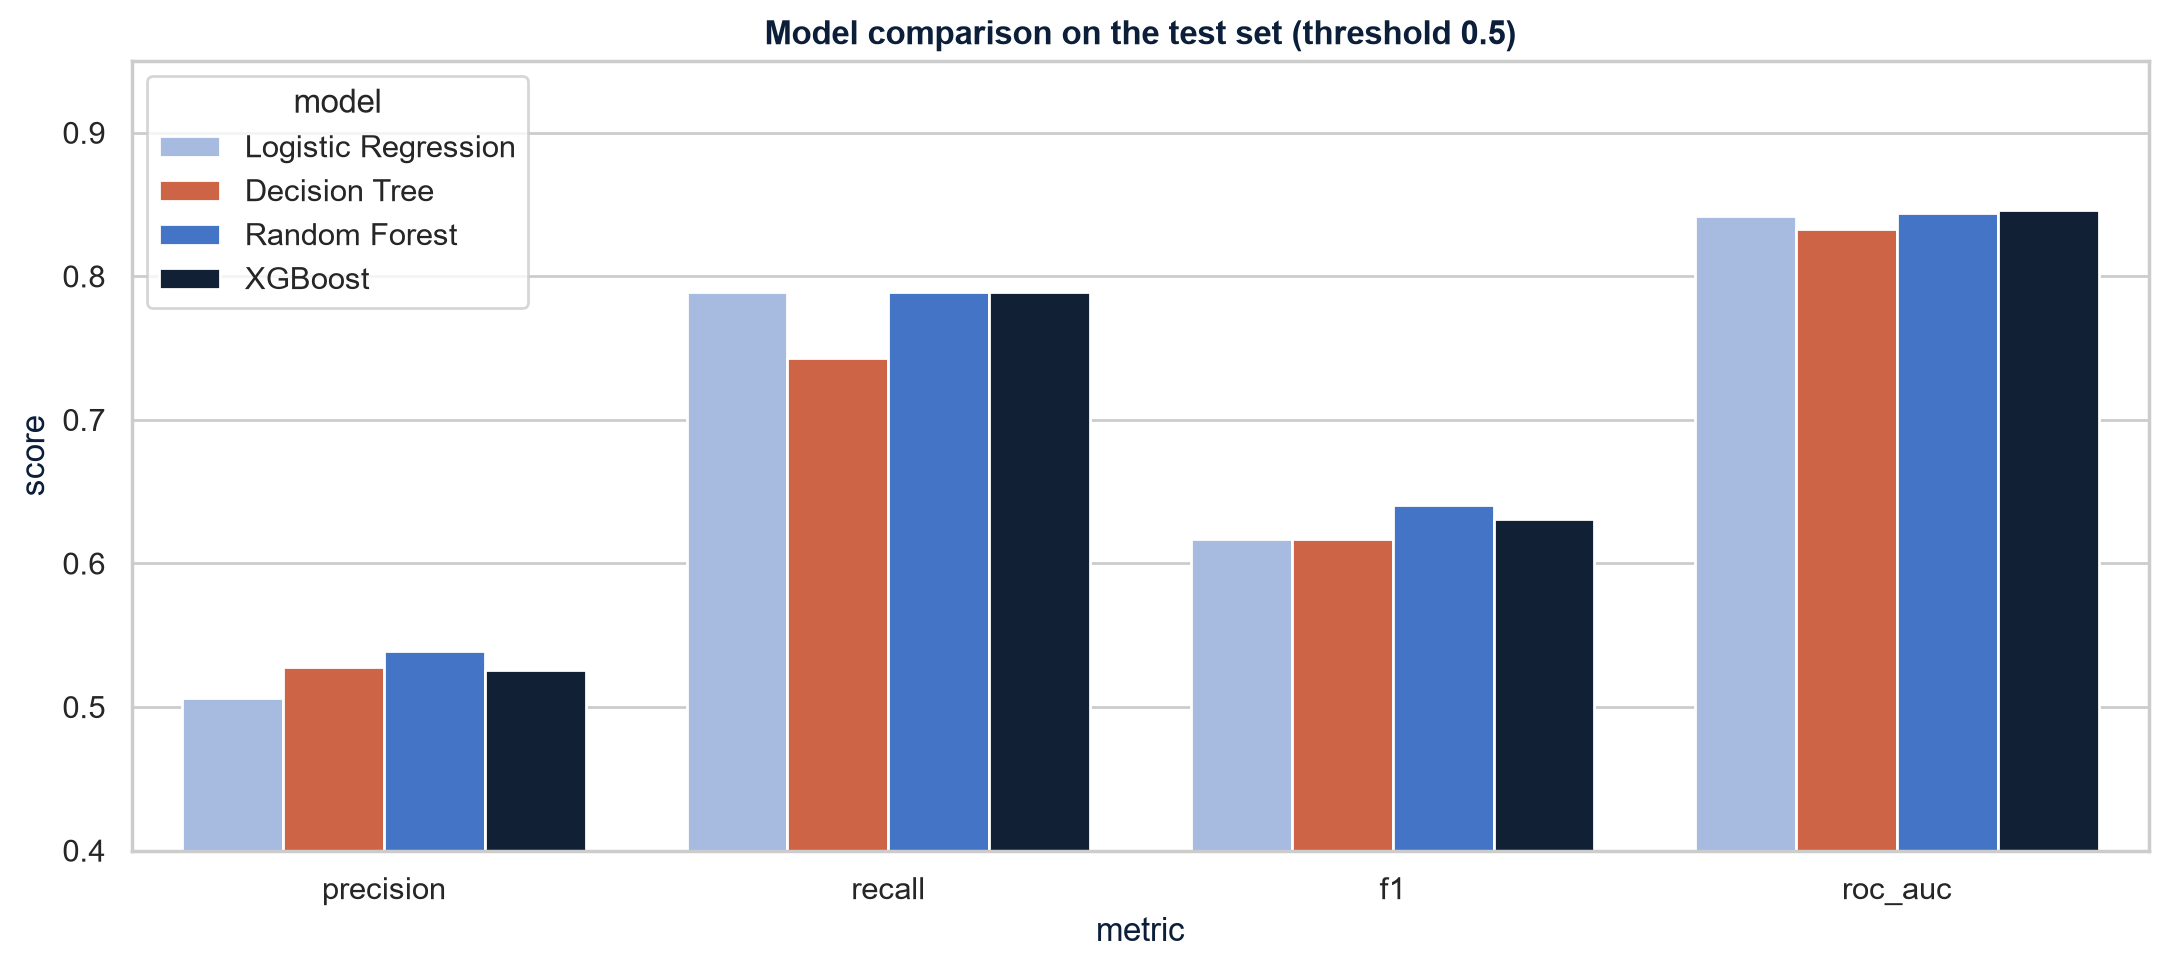 Model comparison on the test set (threshold 0.5)
model
Logistic Regression
Decision Tree
Random Forest
XGBoost
score
0.9
0.8
0.7
0.6
0.5
0.4
precision
recall
f1
roc_auc
metric